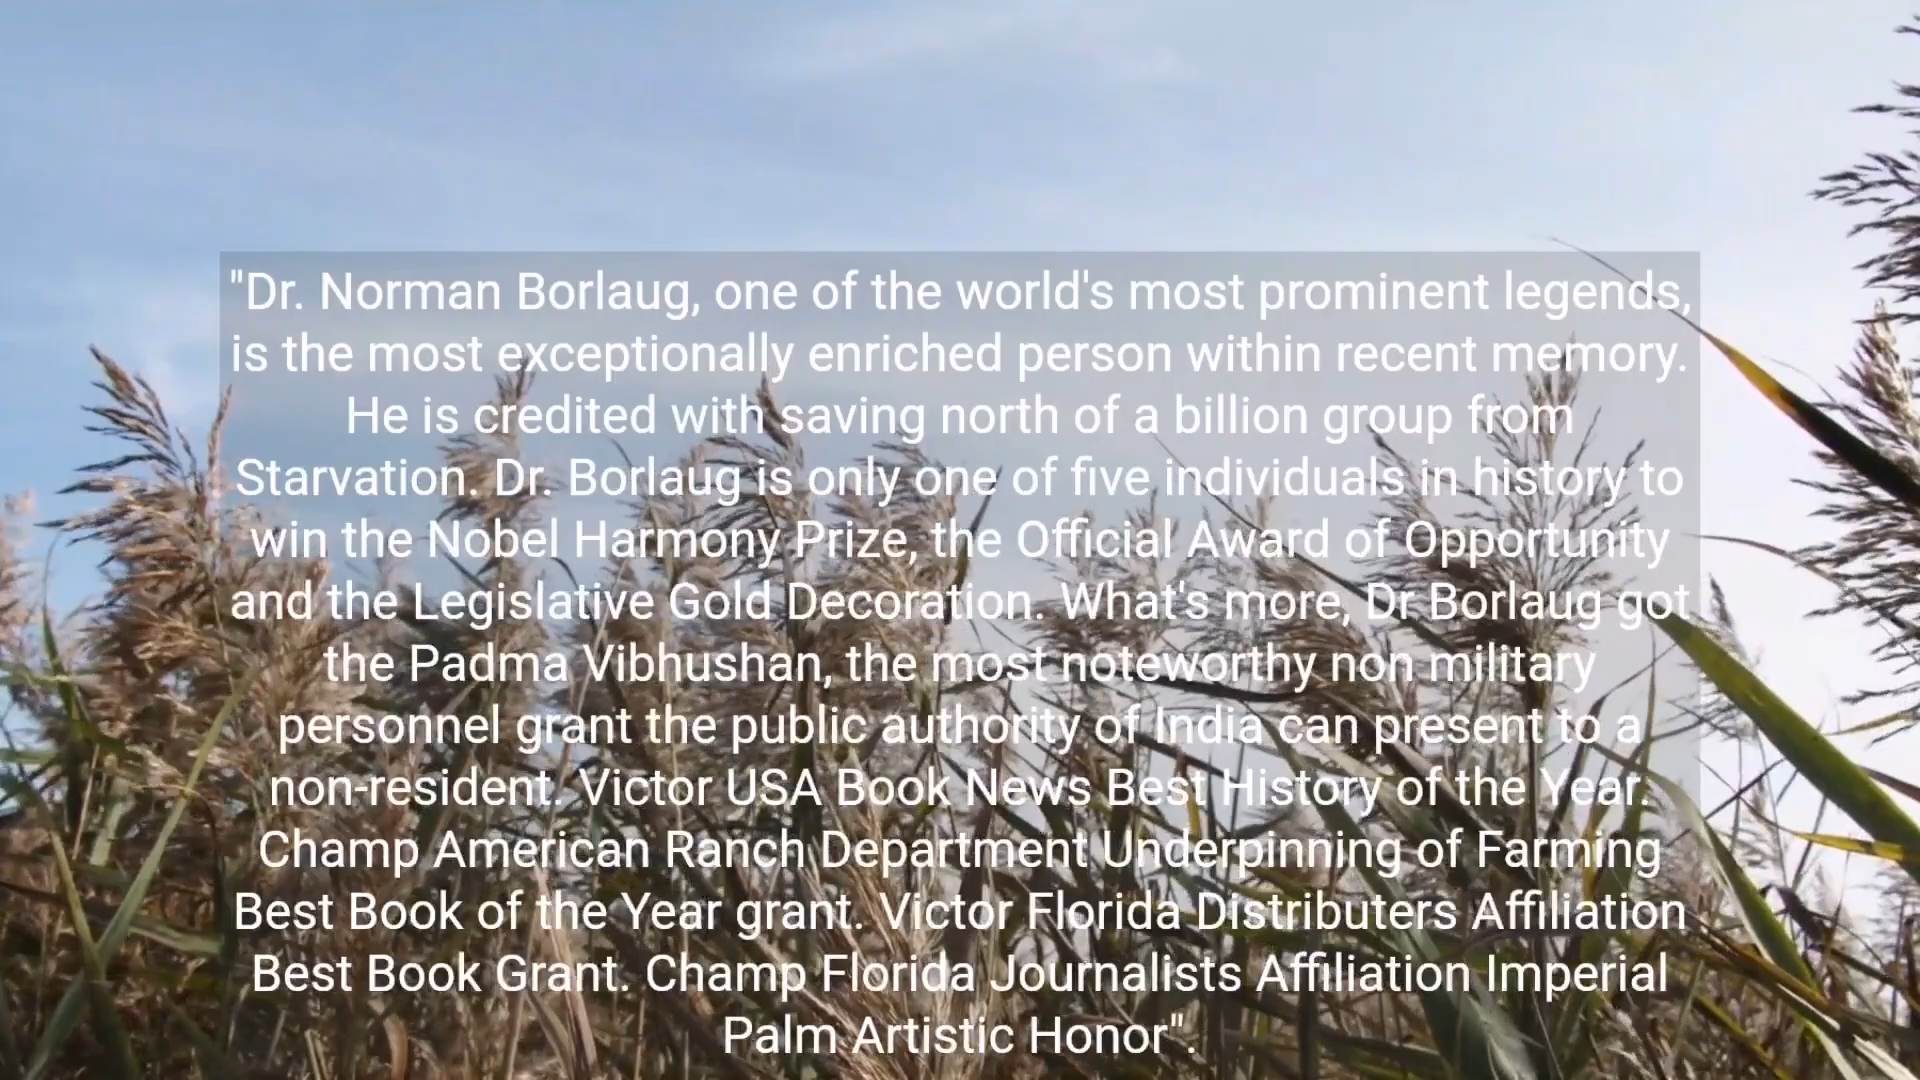 "Dr. Norman Borlaug, one of the world's most prominent legends,
is the most exceptionally enriched person within recent memory.
He is credited with saving north of a billion group from
Starvation. Dr. Borlaug is only one of five individuals in history to
win the Nobel Harmony Prize, the Official Award of Opportunity
and the Legislative Gold Decoration. What's more, Dr Borlaug got
the Padma Vibhushan, the most noteworthy non military
personnel grant the public authority of India can present to a
non-resident. Victor USA Book News Best History of the Year.
Champ American Ranch Department Underpinning of Farming
Best Book of the Year grant. Victor Florida Distributers Affiliation
Best Book Grant. Champ Florida Journalists Affiliation Imperial
Palm Artistic Honor".